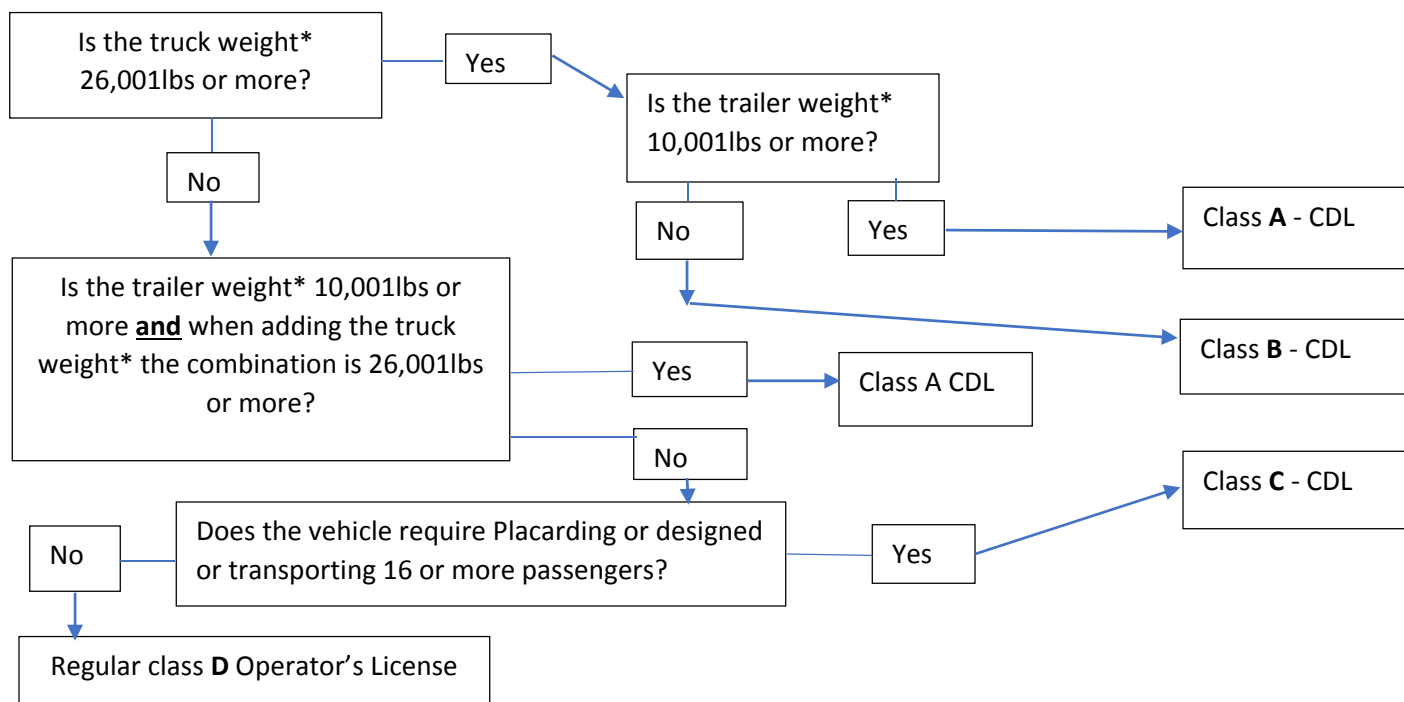 Is the truck weight*
26,001lbs or more?
Yes
Is the trailer weight*
10,001lbs or more?
No
No
Yes
Class A - CDL
Is the trailer weight* 10,001lbs or
more and when adding the truck
weight* the combination is 26,001lbs
or more?
Class B - CDL
Yes
Class A CDL
No
Class C - CDL
Does the vehicle require Placarding or designed
or transporting 16 or more passengers?
No
Yes
Regular class D Operator’s License